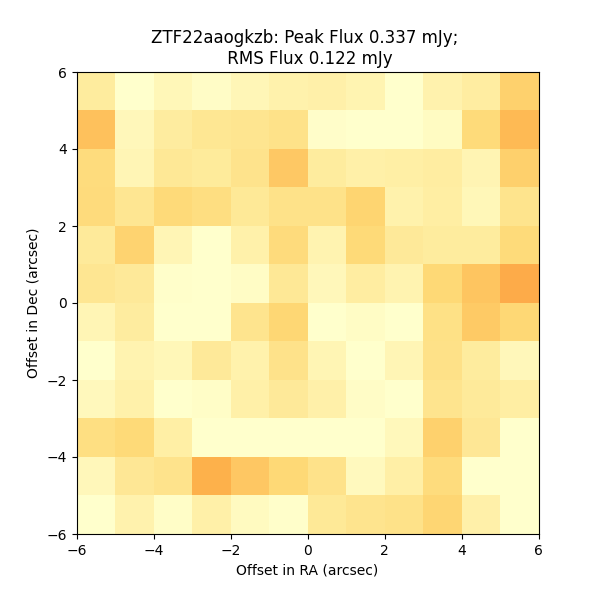 ZTF22aaogkzb: Peak Flux 0.337 mJy;
RMS Flux 0.122 mJy
6
4
2
0
−2
−4
−6
Offset in Dec (arcsec)
−6 −4 −2 0 2 4 6
Offset in RA (arcsec)